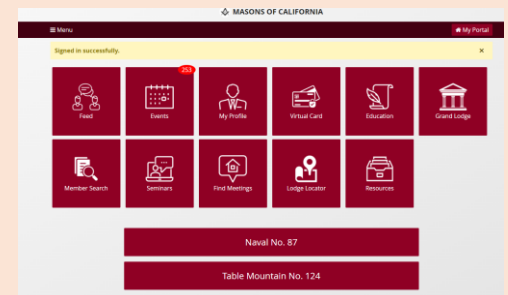 MASONS OF CALIFORNIA
Menu
My Portal
Signed in successfully.
×
253
Feed
Events
My Profile
Virtual Card
Education
Grand Lodge
Member Search
Seminars
Find Meetings
Lodge Locator
Resources
Naval No. 87
Table Mountain No. 124